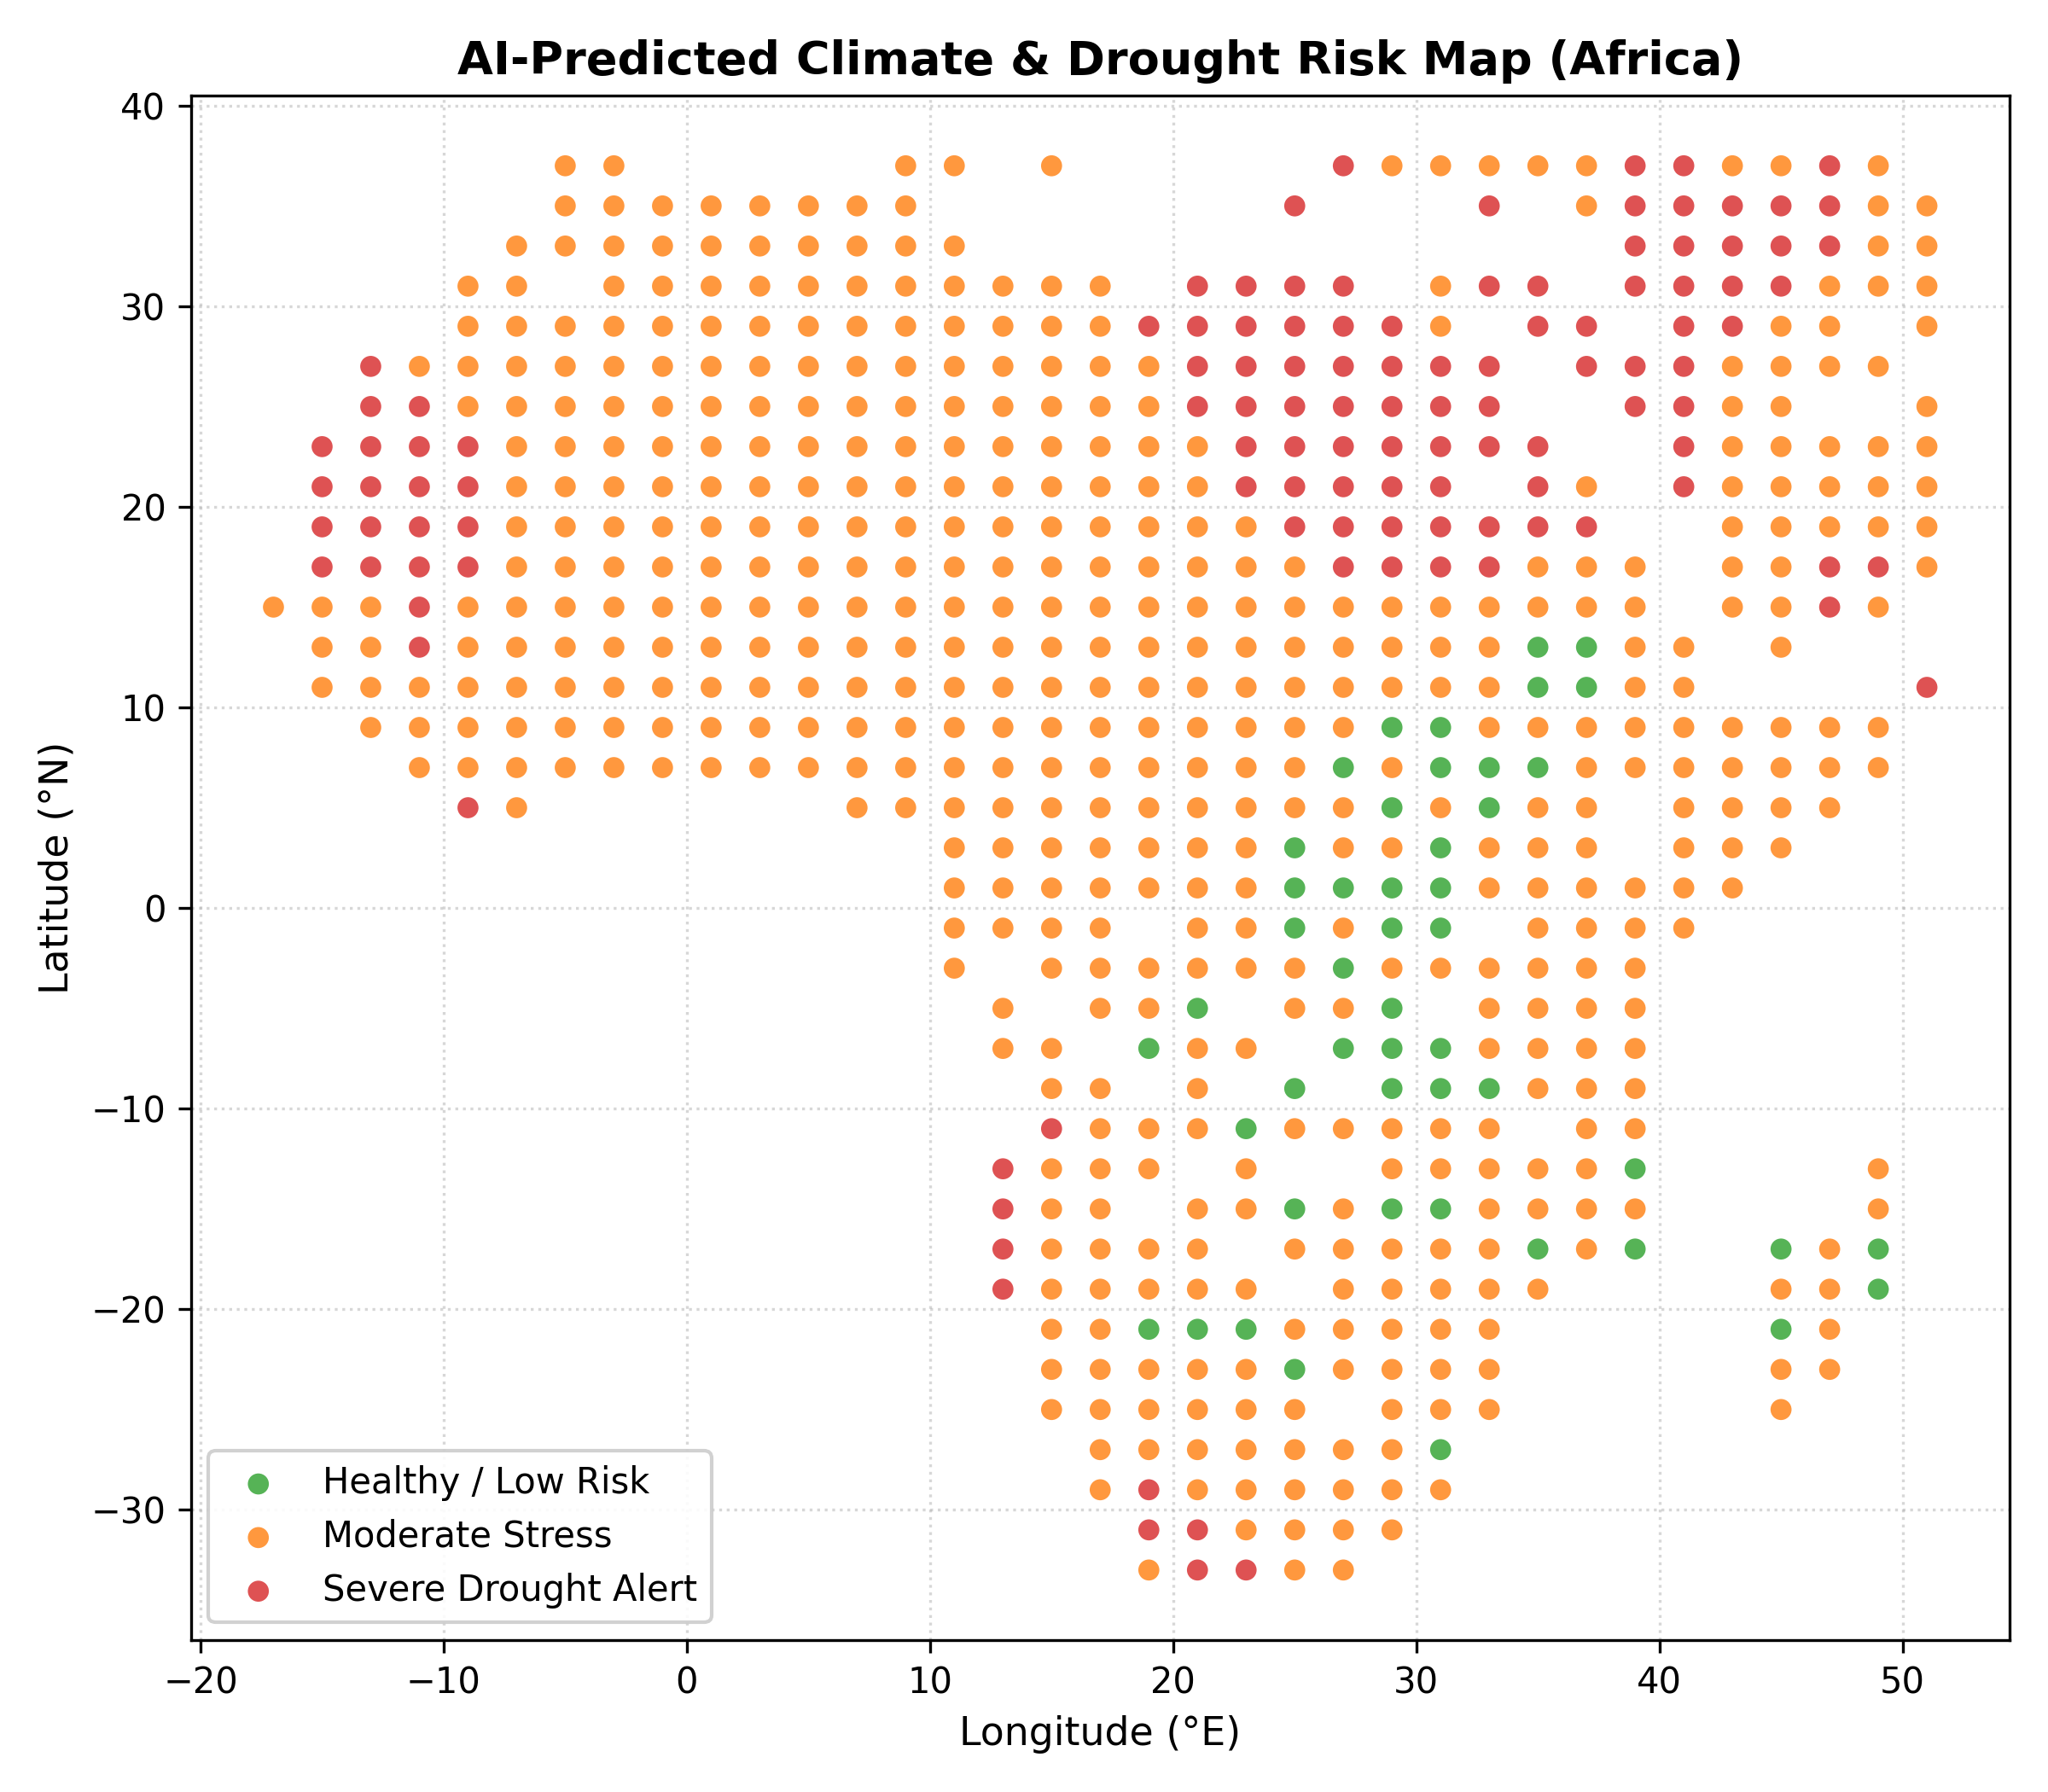 AI-Predicted Climate & Drought Risk Map (Africa)
40
30
20
10
0
−10
−20
−30
Latitude (°N)
Healthy / Low Risk
Moderate Stress
Severe Drought Alert
−20 −10 0 10 20 30 40 50
Longitude (°E)